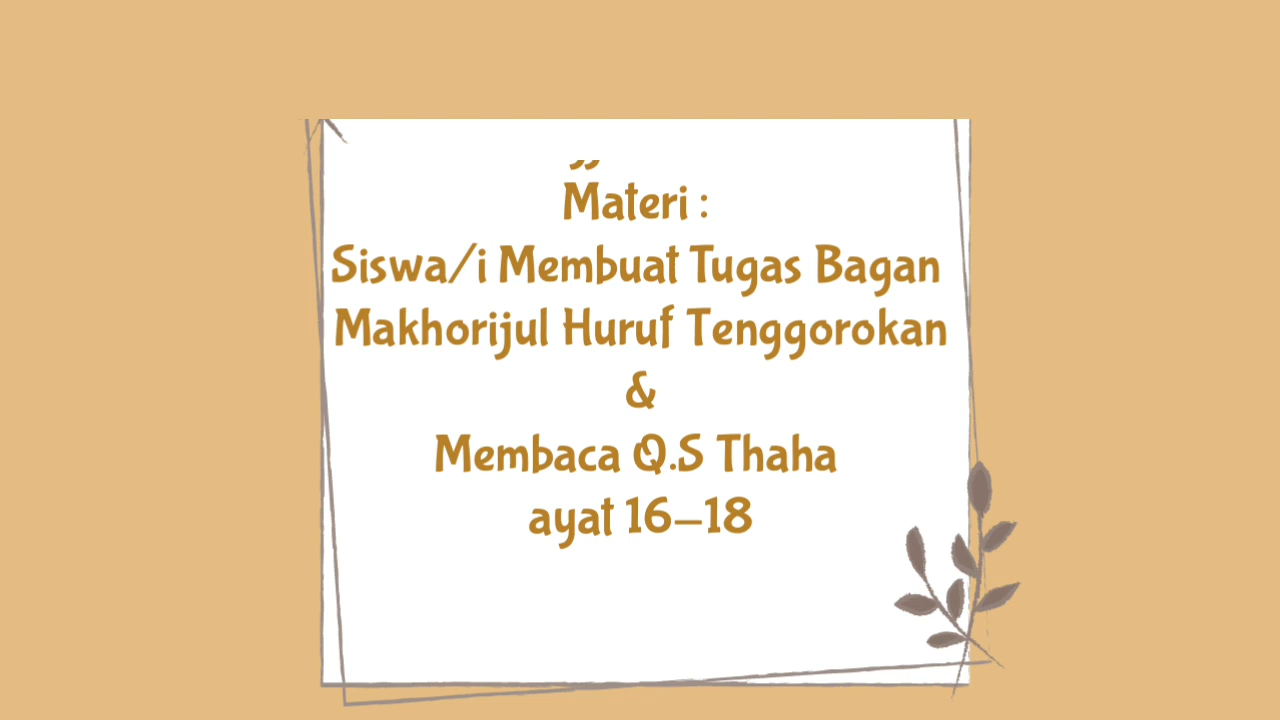 Materi :
Siswa/i Membuat Tugas Bagan
Makhorijul Huruf Tenggorokan
&
Membaca Q.S Thaha
ayat 16-18